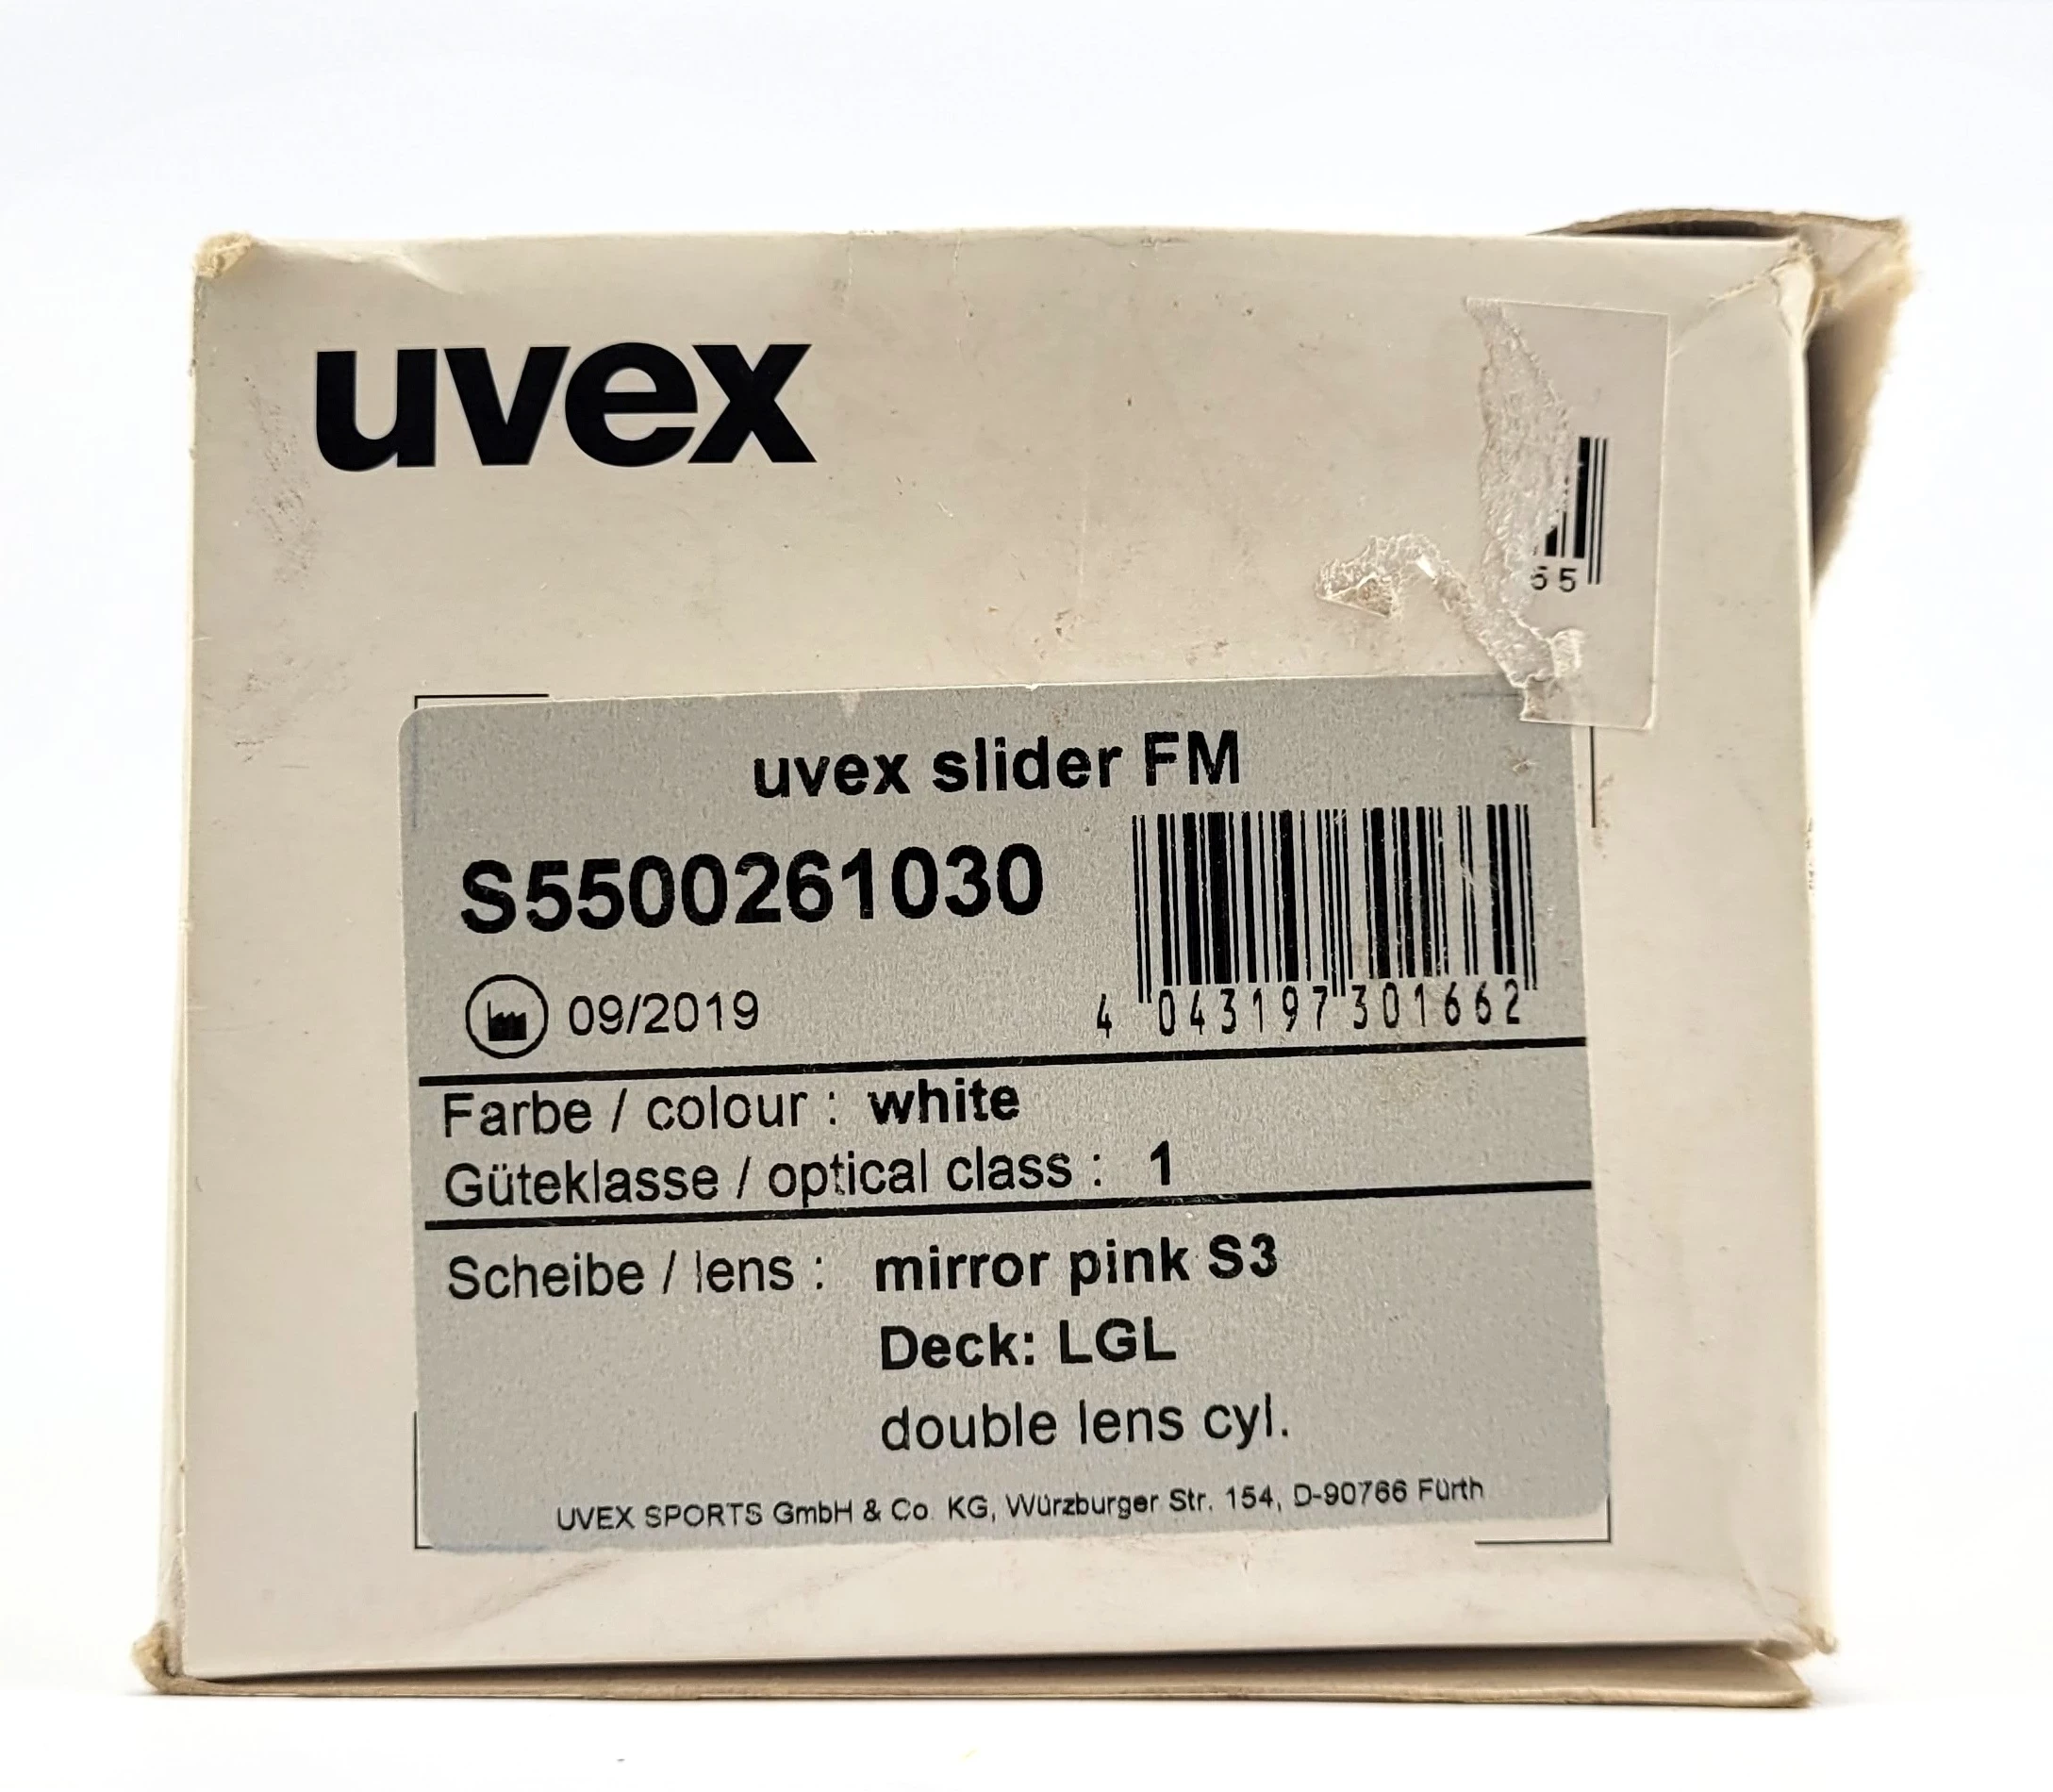 uvex
55
uvex slider FM
S5500261030
09/2019
4 043197 301662
Farbe / colour : white
Güteklasse / optical class : 1
Scheibe / lens : mirror pink S3
Deck: LGL
double lens cyl.
UVEX SPORTS GmbH & Co. KG, Würzburger Str. 154, D-90766 Fürth